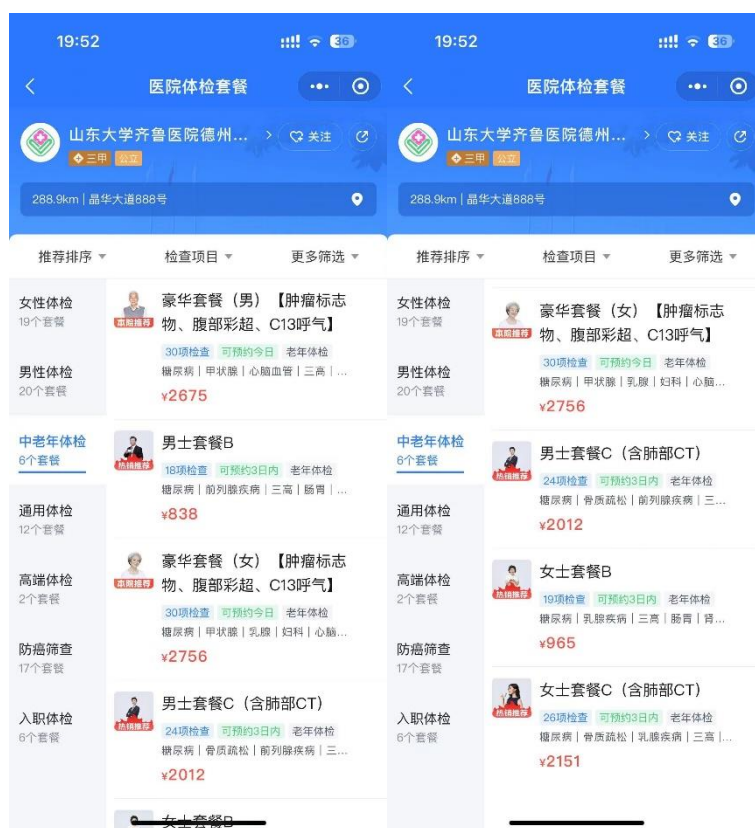 19:52
36
医院体检套餐
山东大学齐鲁医院德州...
关注
三甲 公立
288.9km | 晶华大道888号
推荐排序 检查项目 更多筛选
女性体检
19个套餐
男性体检
20个套餐
中老年体检
6个套餐
通用体检
12个套餐
高端体检
2个套餐
防癌筛查
17个套餐
入职体检
6个套餐
本院推荐
豪华套餐（男）【肿瘤标志
物、腹部彩超、C13呼气】
30项检查 可预约今日 老年体检
糖尿病 | 甲状腺 | 心脑血管 | 三高 | ...
¥2675
热销推荐
男士套餐B
18项检查 可预约3日内 老年体检
糖尿病 | 前列腺疾病 | 三高 | 肠胃 | ...
¥838
本院推荐
豪华套餐（女）【肿瘤标志
物、腹部彩超、C13呼气】
30项检查 可预约今日 老年体检
糖尿病 | 甲状腺 | 乳腺 | 妇科 | 心脑...
¥2756
热销推荐
男士套餐C（含肺部CT）
24项检查 可预约3日内 老年体检
糖尿病 | 骨质疏松 | 前列腺疾病 | 三...
¥2012
女士套餐B
19:52
36
医院体检套餐
山东大学齐鲁医院德州...
关注
三甲 公立
288.9km | 晶华大道888号
推荐排序 检查项目 更多筛选
女性体检
19个套餐
男性体检
20个套餐
中老年体检
6个套餐
通用体检
12个套餐
高端体检
2个套餐
防癌筛查
17个套餐
入职体检
6个套餐
本院推荐
豪华套餐（女）【肿瘤标志
物、腹部彩超、C13呼气】
30项检查 可预约今日 老年体检
糖尿病 | 甲状腺 | 乳腺 | 妇科 | 心脑...
¥2756
热销推荐
男士套餐C（含肺部CT）
24项检查 可预约3日内 老年体检
糖尿病 | 骨质疏松 | 前列腺疾病 | 三...
¥2012
热销推荐
女士套餐B
19项检查 可预约3日内 老年体检
糖尿病 | 乳腺疾病 | 三高 | 肠胃 | 肾...
¥965
热销推荐
女士套餐C（含肺部CT）
26项检查 可预约3日内 老年体检
糖尿病 | 骨质疏松 | 乳腺疾病 | 三高 |...
¥2151